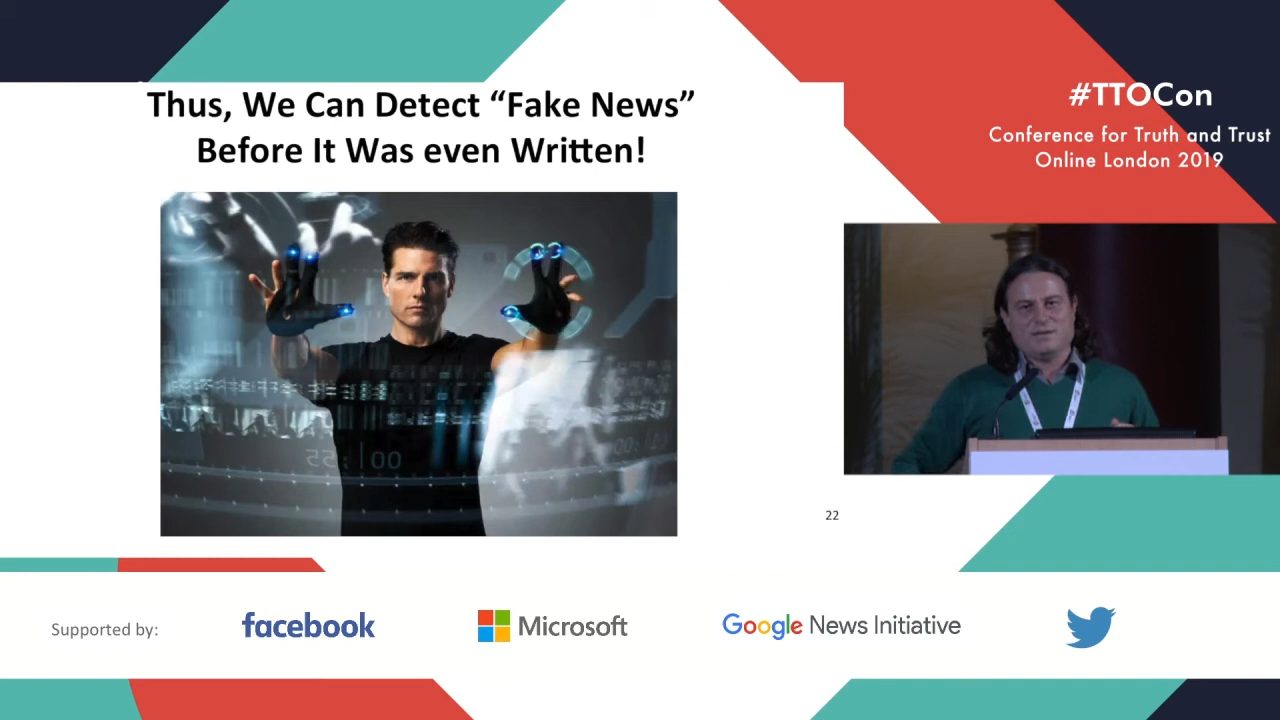 Thus, We Can Detect “Fake News”
Before It Was even Written!
#TTOCon
Conference for Truth and Trust
Online London 2019
22
Supported by:
facebook
Microsoft
Google News Initiative